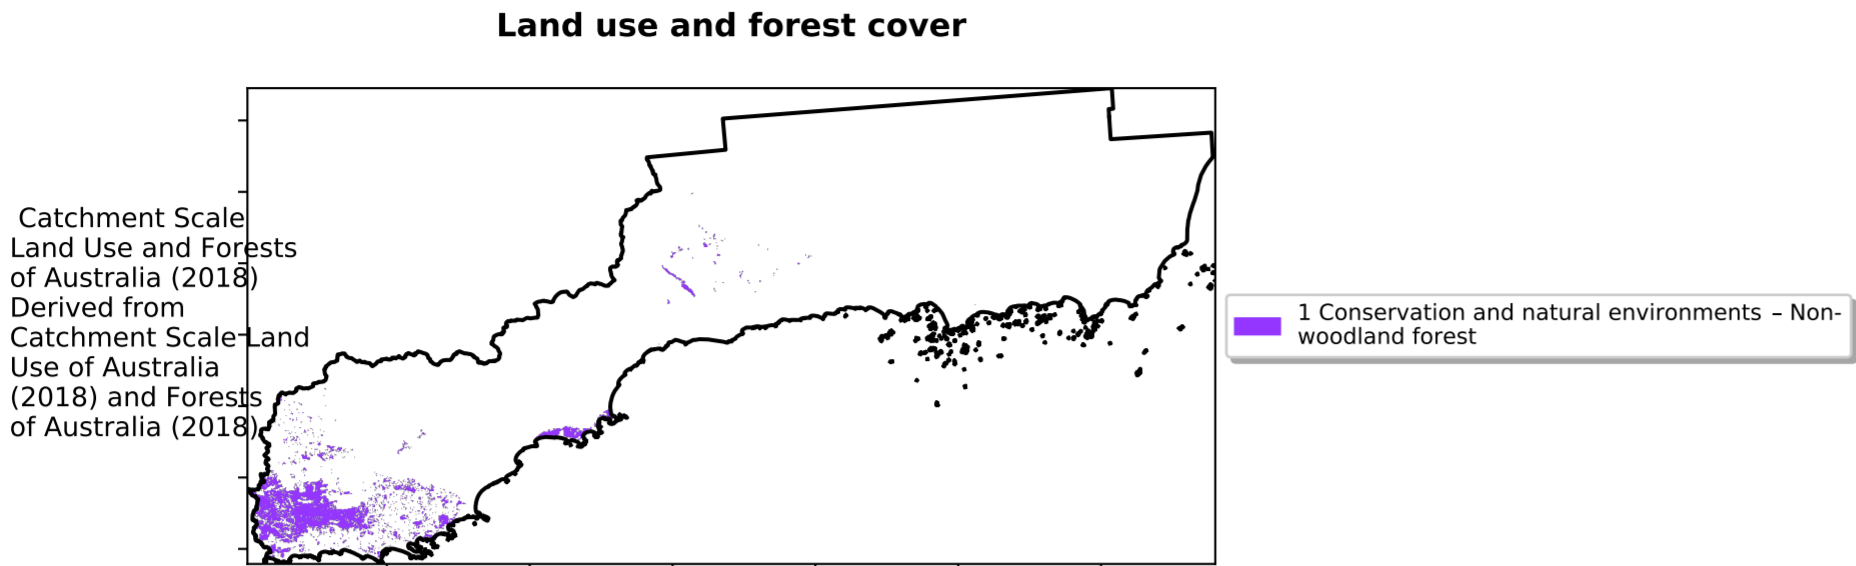 Land use and forest cover
Catchment Scale
Land Use and Forests
of Australia (2018)
Derived from
Catchment Scale Land
Use of Australia
(2018) and Forests
of Australia (2018)
1 Conservation and natural environments – Non-
woodland forest